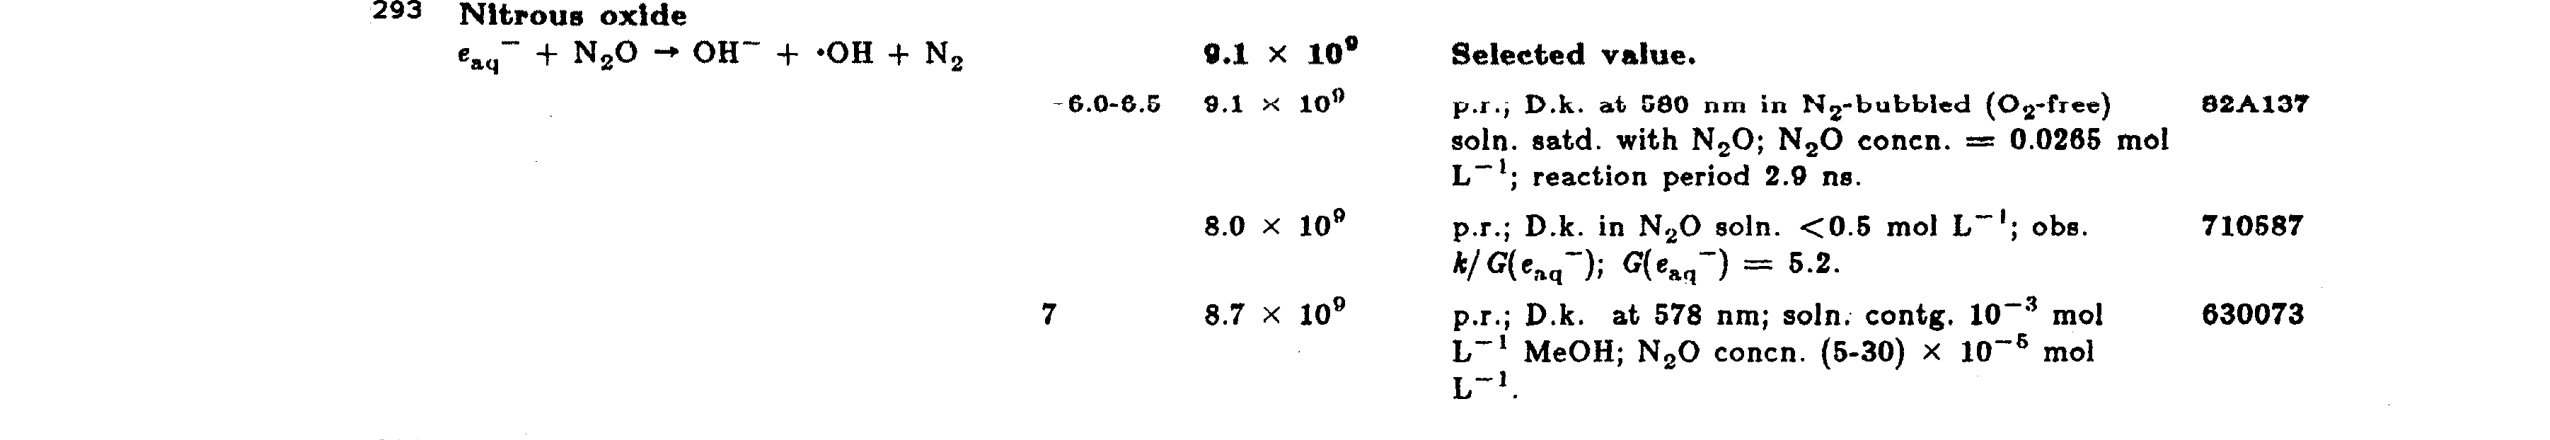 293 Nitrous oxide
eaq⁻ + N₂O → OH⁻ + ·OH + N₂ 9.1 × 10⁹ Selected value.
~6.0-6.5 9.1 × 10⁹ p.r.; D.k. at 580 nm in N₂-bubbled (O₂-free) 82A137
soln. satd. with N₂O; N₂O concn. = 0.0265 mol
L⁻¹; reaction period 2.9 ns.
8.0 × 10⁹ p.r.; D.k. in N₂O soln. <0.5 mol L⁻¹; obs. 710587
k/G(eaq⁻); G(eaq⁻) = 5.2.
7 8.7 × 10⁹ p.r.; D.k. at 578 nm; soln. contg. 10⁻³ mol 630073
L⁻¹ MeOH; N₂O concn. (5-30) × 10⁻⁵ mol
L⁻¹.